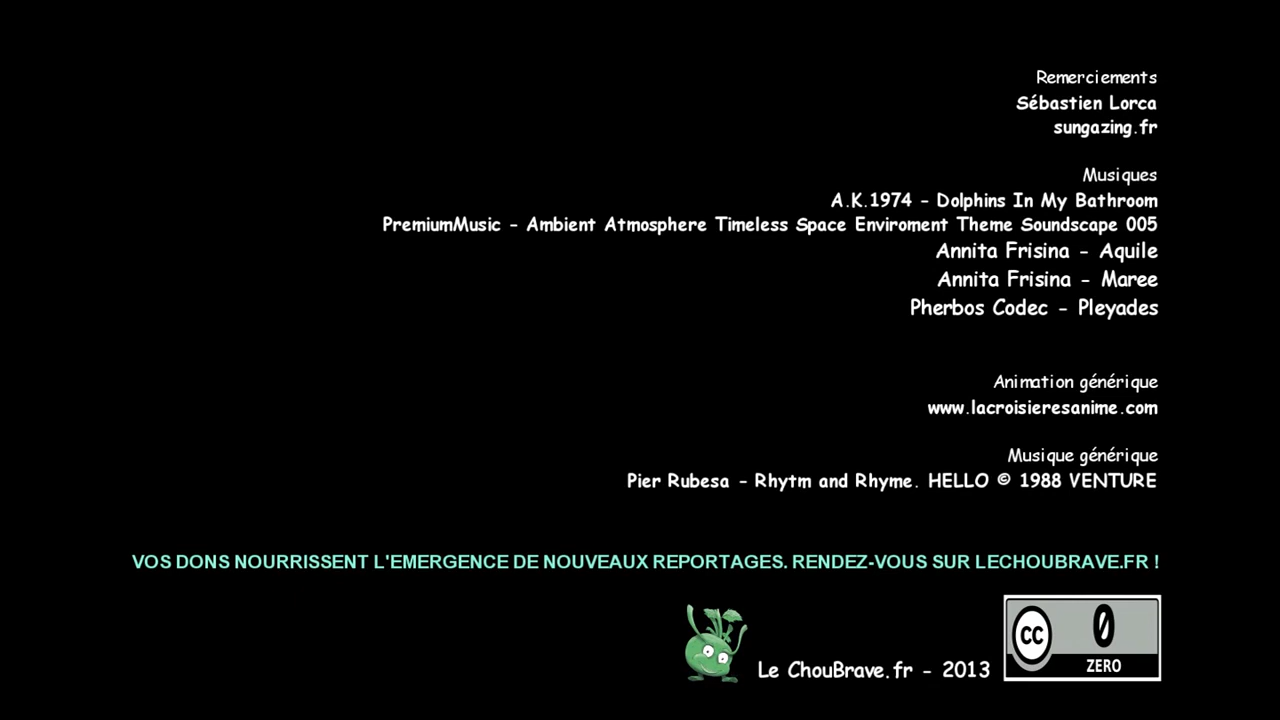 Remerciements
Sébastien Lorca
sungazing.fr
Musiques
A.K.1974 - Dolphins In My Bathroom
PremiumMusic - Ambient Atmosphere Timeless Space Enviroment Theme Soundscape 005
Annita Frisina - Aquile
Annita Frisina - Maree
Pherbos Codec - Pleyades
Animation générique
www.lacroisieresanime.com
Musique générique
Pier Rubesa - Rhytm and Rhyme. HELLO © 1988 VENTURE
VOS DONS NOURRISSENT L'EMERGENCE DE NOUVEAUX REPORTAGES. RENDEZ-VOUS SUR LECHOUBRAVE.FR !
Le ChouBrave.fr - 2013
cc 0
ZERO